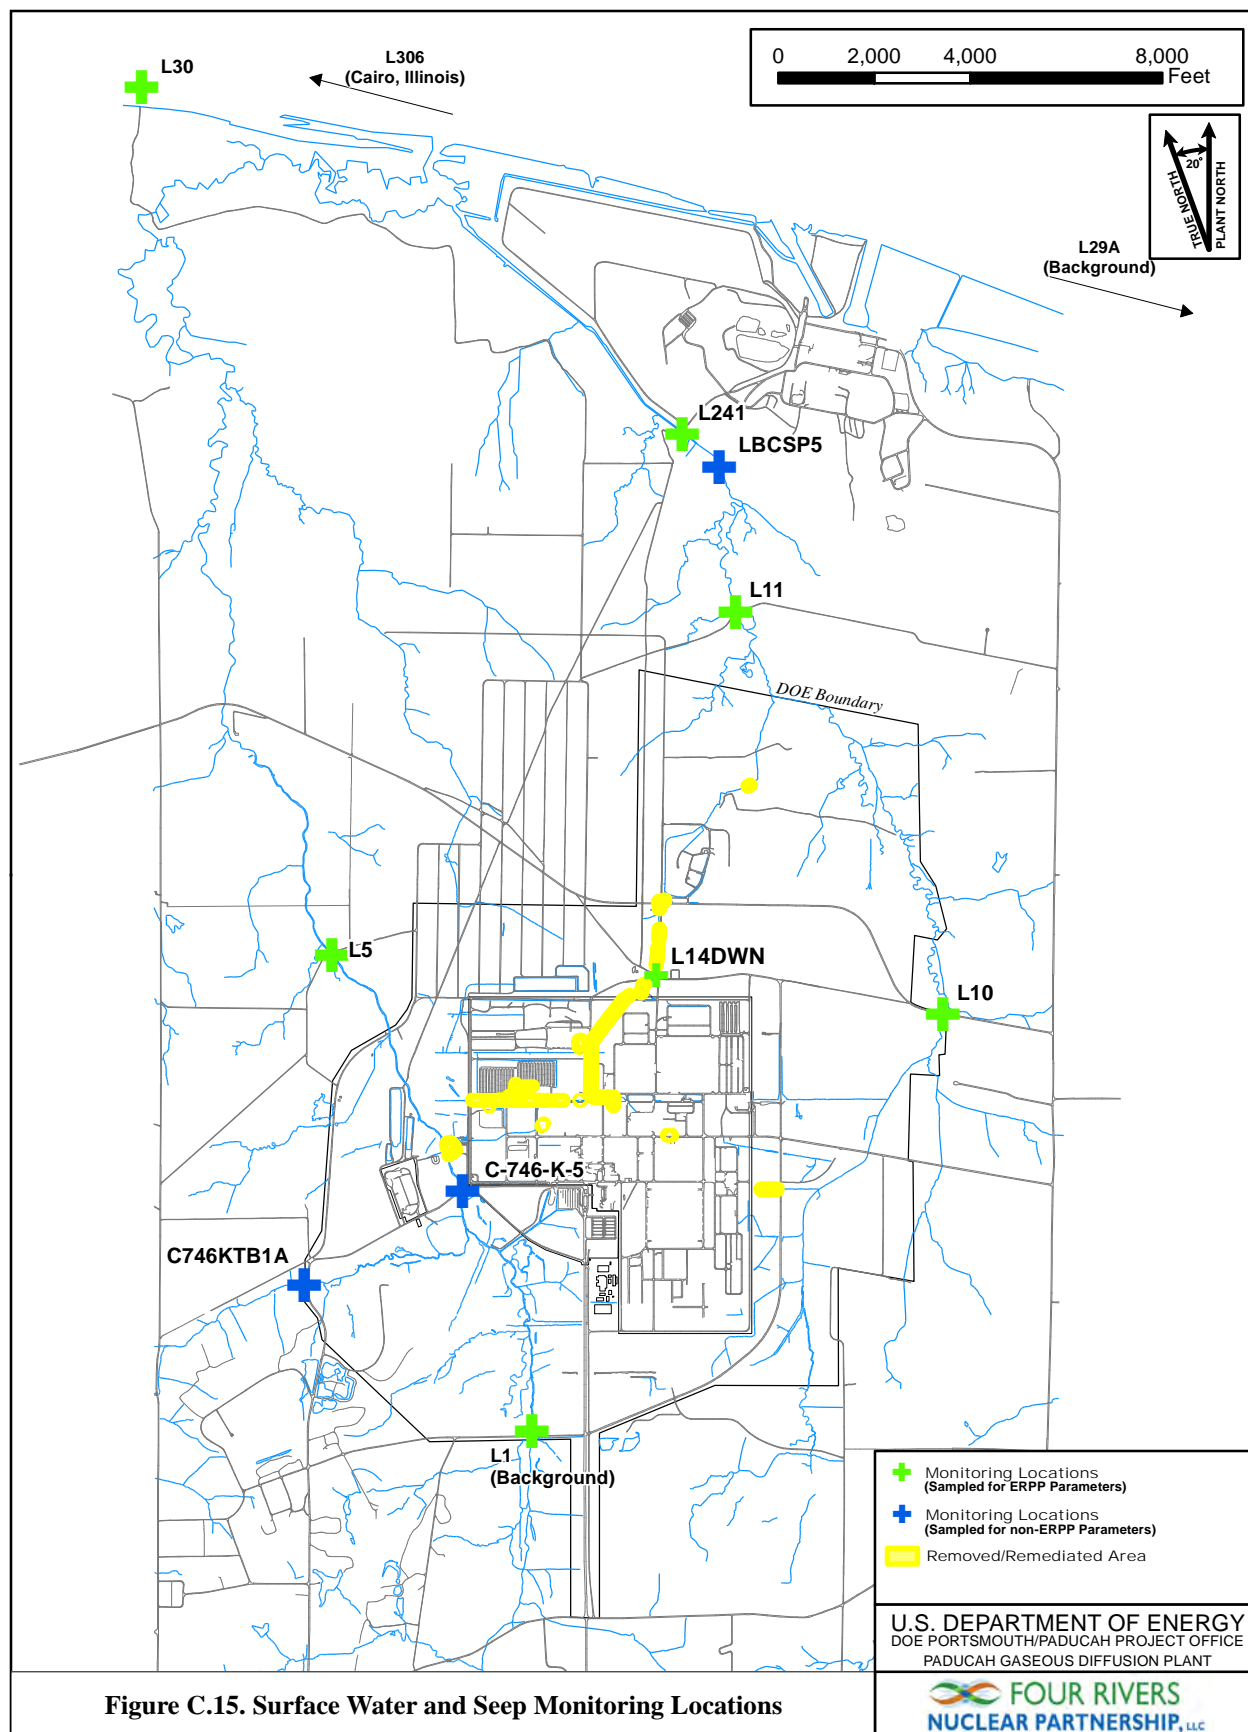 L30
L306
(Cairo, Illinois)
0 2,000 4,000 8,000
Feet
TRUE NORTH
20°
PLANT NORTH
L29A
(Background)
L241
LBCSP5
L11
DOE Boundary
L5
L14DWN
L10
C-746-K-5
C746KTB1A
L1
(Background)
Monitoring Locations
(Sampled for ERPP Parameters)
Monitoring Locations
(Sampled for non-ERPP Parameters)
Removed/Remediated Area
U.S. DEPARTMENT OF ENERGY
DOE PORTSMOUTH/PADUCAH PROJECT OFFICE
PADUCAH GASEOUS DIFFUSION PLANT
Figure C.15. Surface Water and Seep Monitoring Locations
FOUR RIVERS
NUCLEAR PARTNERSHIP, LLC